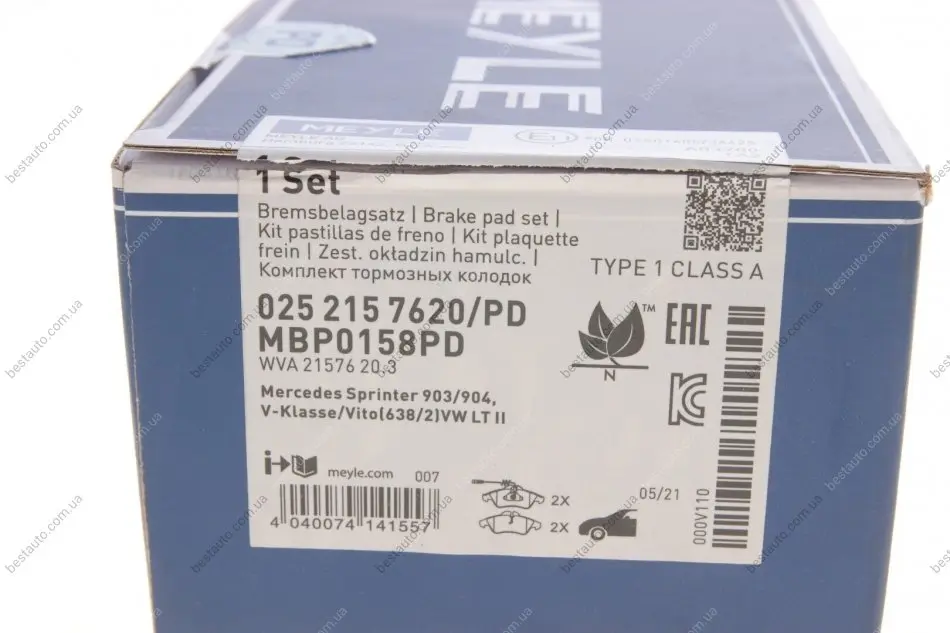 MEYLE
MEYLE
E1
1 Set
Bremsbelagsatz | Brake pad set |
Kit pastillas de freno | Kit plaquette
frein | Zest. okładzin hamulc. |
Комплект тормозных колодок
TYPE 1 CLASS A
025 215 7620/PD
MBP0158PD
WVA 21576 20.3
™
EAC
N
Mercedes Sprinter 903/904,
V-Klasse/Vito(638/2)VW LT II
meyle.com 007
4 040074 141557
2X
2X
05/21
000V110
bestauto.com.ua